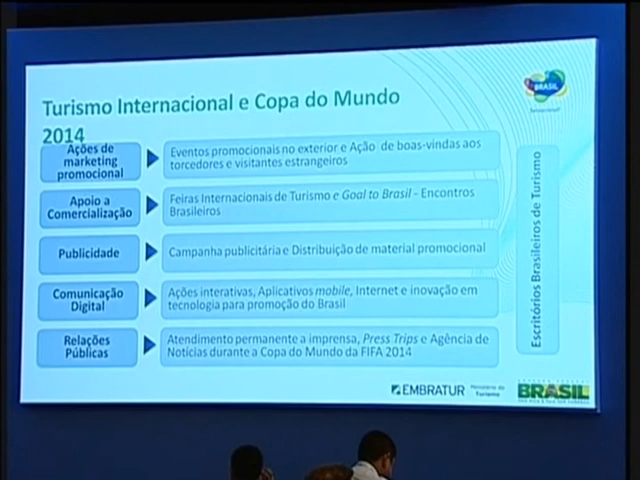 Turismo Internacional e Copa do Mundo
2014
Ações de
marketing
promocional
Eventos promocionais no exterior e Ação de boas-vindas aos
torcedores e visitantes estrangeiros
Apoio a
Comercialização
Feiras Internacionais de Turismo e Goal to Brasil - Encontros
Brasileiros
Publicidade
Campanha publicitária e Distribuição de material promocional
Comunicação
Digital
Ações interativas, Aplicativos mobile, Internet e inovação em
tecnologia para promoção do Brasil
Relações
Públicas
Atendimento permanente a imprensa, Press Trips e Agência de
Notícias durante a Copa do Mundo da FIFA 2014
Escritórios Brasileiros de Turismo
BRASIL
EMBRATUR
Ministério do
Turismo
BRASIL